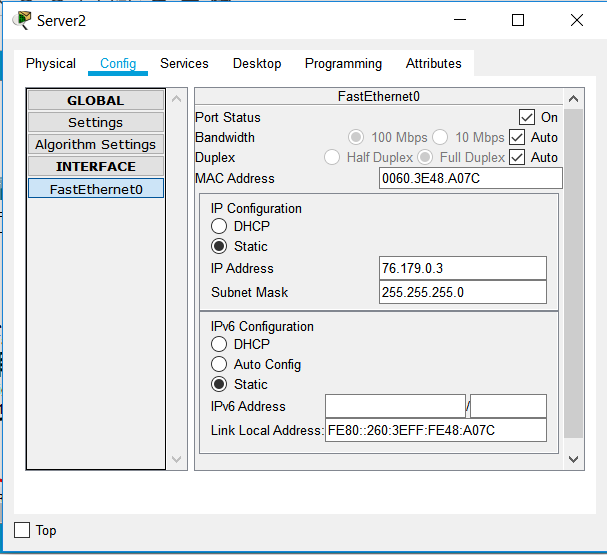 Server2
Physical Config Services Desktop Programming Attributes
GLOBAL
Settings
Algorithm Settings
INTERFACE
FastEthernet0
FastEthernet0
Port Status On
Bandwidth 100 Mbps 10 Mbps Auto
Duplex Half Duplex Full Duplex Auto
MAC Address 0060.3E48.A07C
IP Configuration
DHCP
Static
IP Address 76.179.0.3
Subnet Mask 255.255.255.0
IPv6 Configuration
DHCP
Auto Config
Static
IPv6 Address /
Link Local Address: FE80::260:3EFF:FE48:A07C
Top